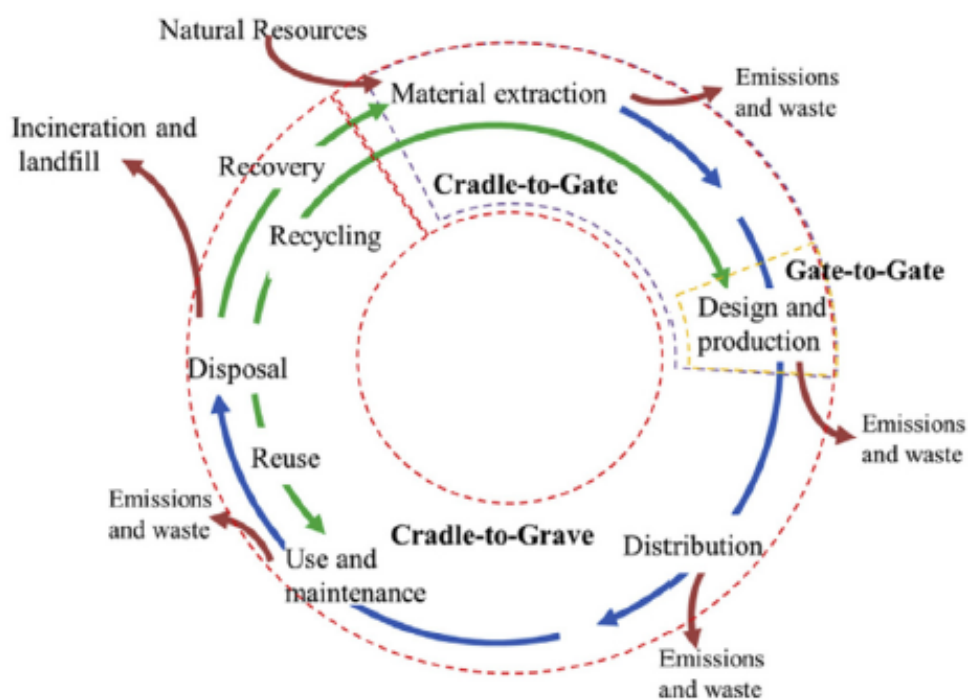 Natural Resources
Material extraction
Emissions
and waste
Incineration and
landfill
Recovery
Cradle-to-Gate
Recycling
Gate-to-Gate
Design and
production
Disposal
Emissions
and waste
Reuse
Emissions
and waste
Cradle-to-Grave
Distribution
Use and
maintenance
Emissions
and waste